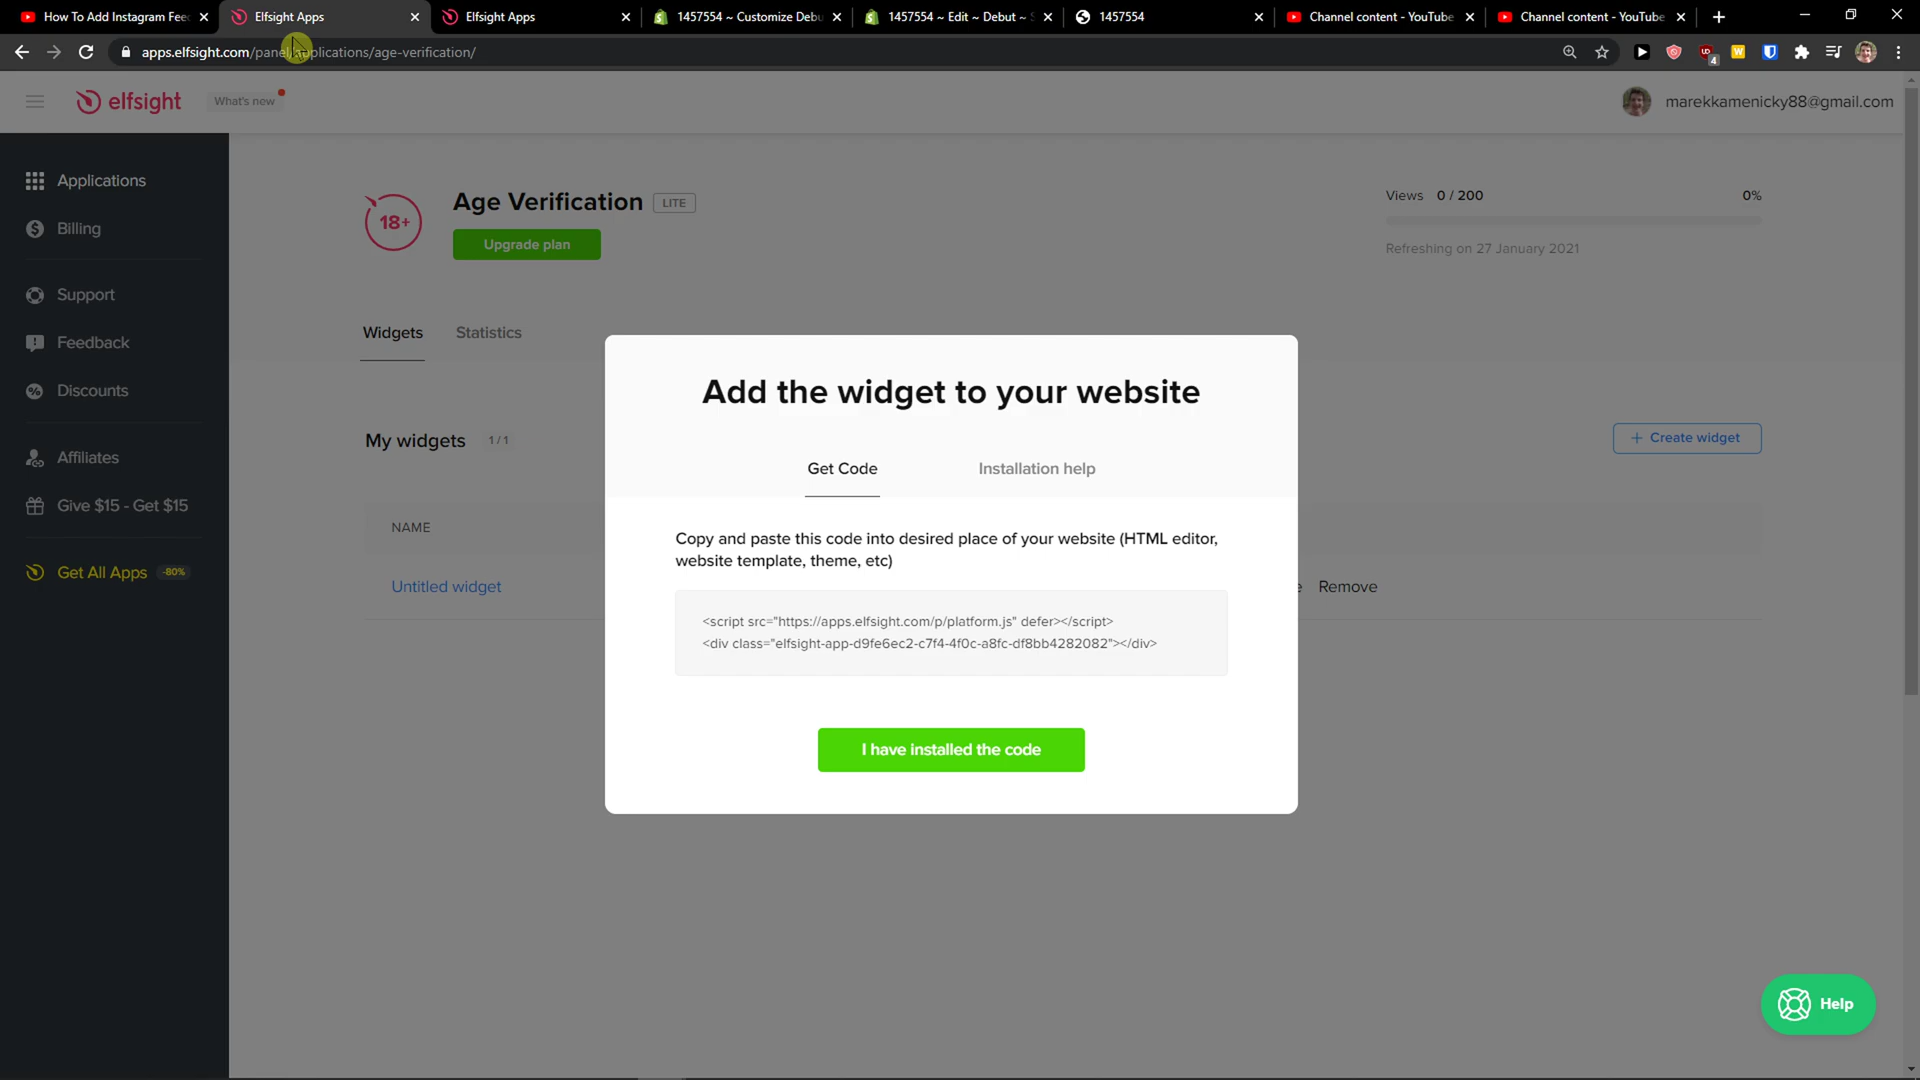 How To Add Instagram Fee
Elfsight Apps
Elfsight Apps
1457554 ~ Customize Debu
1457554 ~ Edit ~ Debut ~
1457554
Channel content - YouTube
Channel content - YouTube
apps.elfsight.com/panel/applications/age-verification/
4
elfsight
What's new
marekkamenicky88@gmail.com
Applications
Billing
Support
Feedback
Discounts
Affiliates
Give $15 - Get $15
Get All Apps -80%
18+
Age Verification LITE
Upgrade plan
Views 0 / 200 0%
Refreshing on 27 January 2021
Widgets Statistics
My widgets 1 / 1
+ Create widget
NAME
Untitled widget
Remove
Add the widget to your website
Get Code Installation help
Copy and paste this code into desired place of your website (HTML editor,
website template, theme, etc)
<script src="https://apps.elfsight.com/p/platform.js" defer></script>
<div class="elfsight-app-d9fe6ec2-c7f4-4f0c-a8fc-df8bb4282082"></div>
I have installed the code
Help